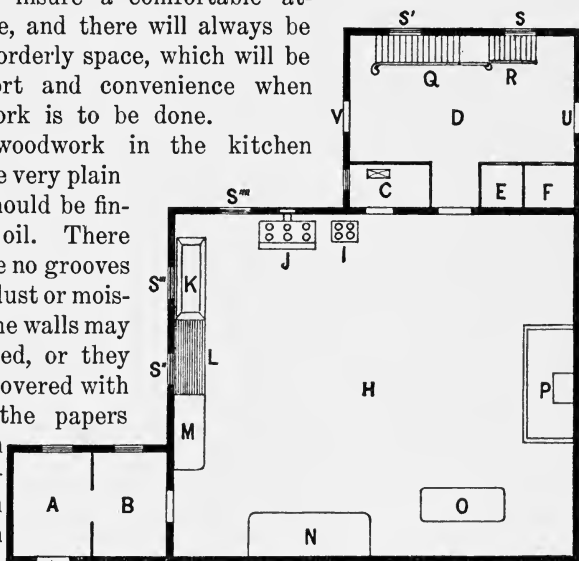 insure a comfortable at-
e, and there will always be
orderly space, which will be
ort and convenience when
ork is to be done.
woodwork in the kitchen
e very plain
hould be fin-
oil. There
e no grooves
dust or mois-
he walls may
ed, or they
overed with
the papers
S' S
Q R
V D U
C E F
S''''
J I
S''' K
S'' L
H
P
M
A B
O
N